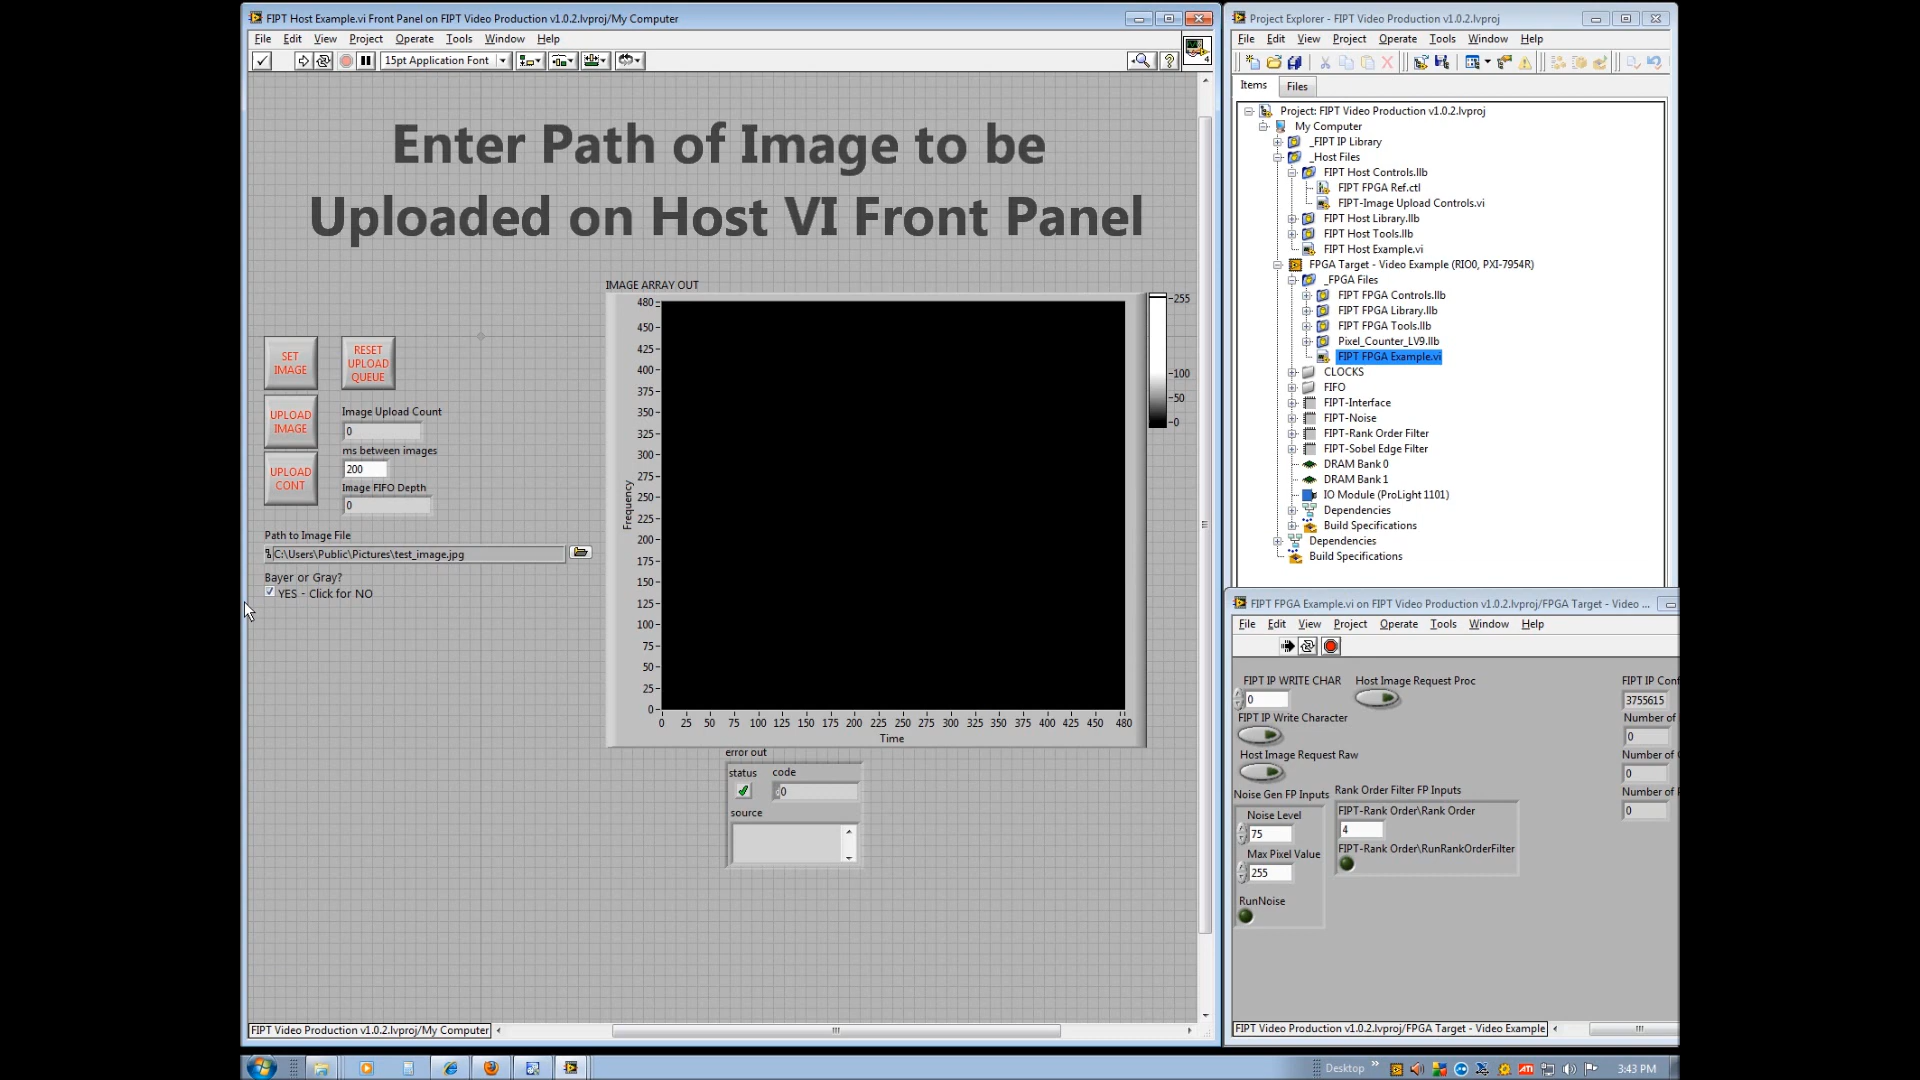 FIPT Host Example.vi Front Panel on FIPT Video Production v1.0.2.lvproj/My Computer
File Edit View Project Operate Tools Window Help
15pt Application Font
Enter Path of Image to be
Uploaded on Host VI Front Panel
IMAGE ARRAY OUT
SET
IMAGE
RESET
UPLOAD
QUEUE
UPLOAD
IMAGE
Image Upload Count
0
ms between images
200
UPLOAD
CONT
Image FIFO Depth
0
Path to Image File
C:\Users\Public\Pictures\test_image.jpg
Bayer or Gray?
YES - Click for NO
480
450
425
400
375
350
325
300
275
250
225
200
175
150
125
100
75
50
25
0
Frequency
0 25 50 75 100 125 150 175 200 225 250 275 300 325 350 375 400 425 450 480
Time
255
100
50
0
error out
status code
0
source
FIPT Video Production v1.0.2.lvproj/My Computer
Project Explorer - FIPT Video Production v1.0.2.lvproj
File Edit View Project Operate Tools Window Help
Items Files
Project: FIPT Video Production v1.0.2.lvproj
My Computer
_FIPT IP Library
_Host Files
FIPT Host Controls.llb
FIPT FPGA Ref.ctl
FIPT-Image Upload Controls.vi
FIPT Host Library.llb
FIPT Host Tools.llb
FIPT Host Example.vi
FPGA Target - Video Example (RIO0, PXI-7954R)
_FPGA Files
FIPT FPGA Controls.llb
FIPT FPGA Library.llb
FIPT FPGA Tools.llb
Pixel_Counter_LV9.llb
FIPT FPGA Example.vi
CLOCKS
FIFO
FIPT-Interface
FIPT-Noise
FIPT-Rank Order Filter
FIPT-Sobel Edge Filter
DRAM Bank 0
DRAM Bank 1
IO Module (ProLight 1101)
Dependencies
Build Specifications
Dependencies
Build Specifications
FIPT FPGA Example.vi on FIPT Video Production v1.0.2.lvproj/FPGA Target - Video ...
File Edit View Project Operate Tools Window Help
FIPT IP WRITE CHAR
0
Host Image Request Proc
FIPT IP Con
3755615
FIPT IP Write Character
Number of
0
Host Image Request Raw
Number of
0
Noise Gen FP Inputs
Rank Order Filter FP Inputs
Number of
0
Noise Level
75
FIPT-Rank Order\Rank Order
4
Max Pixel Value
255
FIPT-Rank Order\RunRankOrderFilter
RunNoise
FIPT Video Production v1.0.2.lvproj/FPGA Target - Video Example
Desktop
ATI
3:43 PM